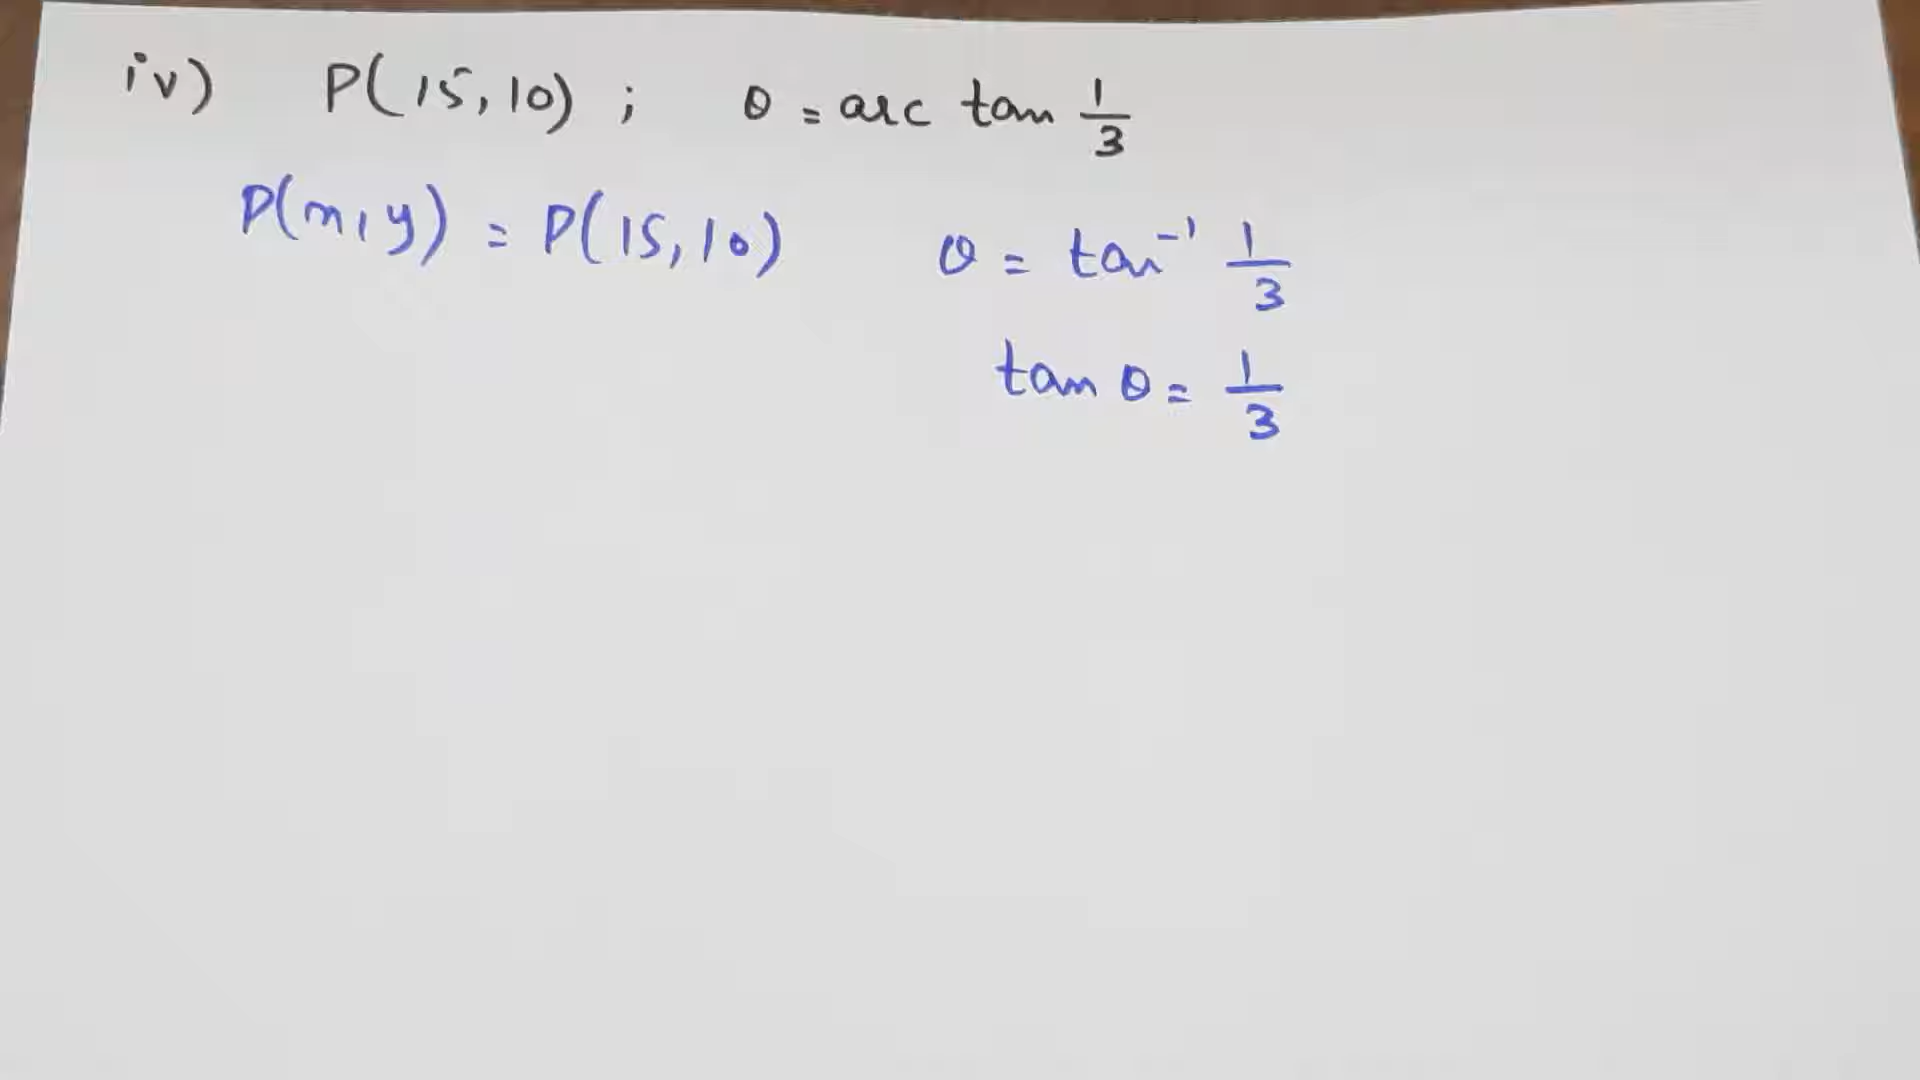 iv) P(15,10) ; θ = arc tan 1/3
P(x,y) = P(15,10) θ = tan⁻¹ 1/3
tan θ = 1/3